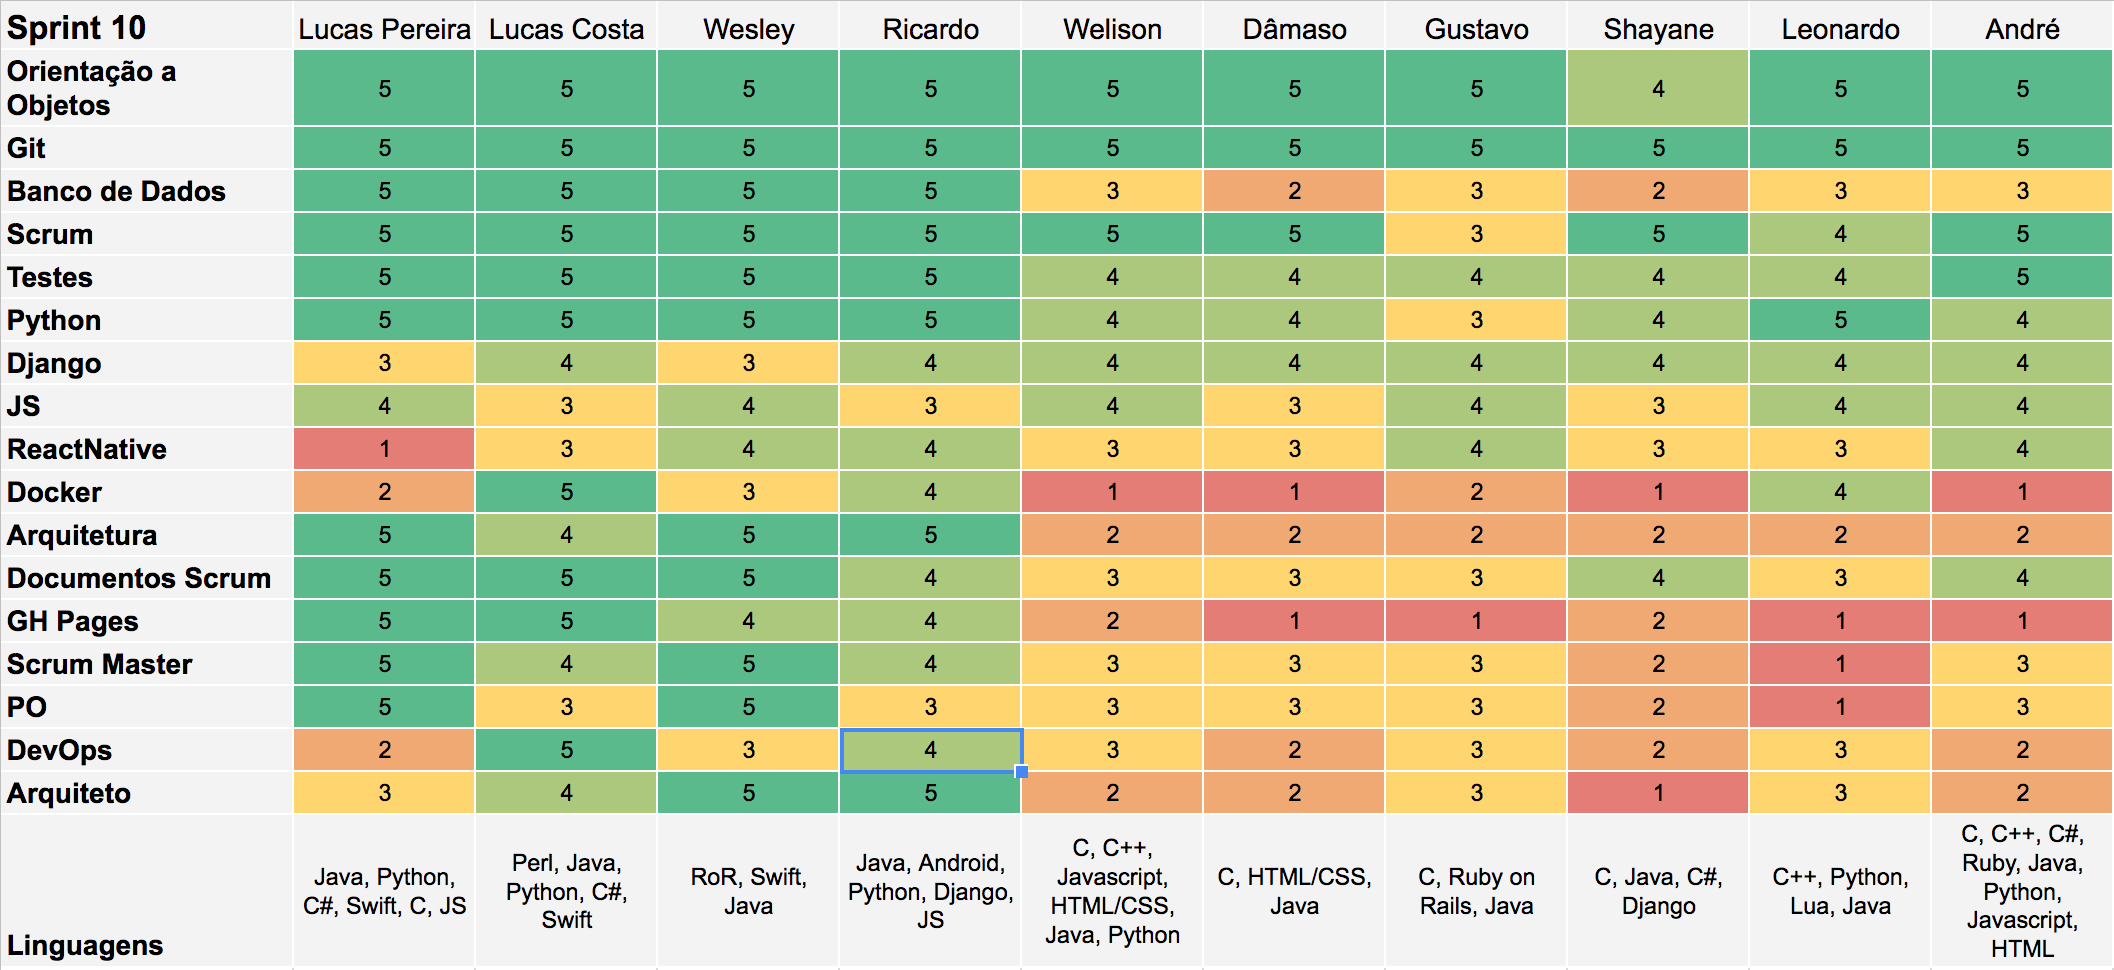 Sprint 10 Lucas Pereira Lucas Costa Wesley Ricardo Welison Dâmaso Gustavo Shayane Leonardo André
Orientação a
Objetos 5 5 5 5 5 5 5 4 5 5
Git 5 5 5 5 5 5 5 5 5 5
Banco de Dados 5 5 5 5 3 2 3 2 3 3
Scrum 5 5 5 5 5 5 3 5 4 5
Testes 5 5 5 5 4 4 4 4 4 5
Python 5 5 5 5 4 4 3 4 5 4
Django 3 4 3 4 4 4 4 4 4 4
JS 4 3 4 3 4 3 4 3 4 4
ReactNative 1 3 4 4 3 3 4 3 3 4
Docker 2 5 3 4 1 1 2 1 4 1
Arquitetura 5 4 5 5 2 2 2 2 2 2
Documentos Scrum 5 5 5 4 3 3 3 4 3 4
GH Pages 5 5 4 4 2 1 1 2 1 1
Scrum Master 5 4 5 4 3 3 3 2 1 3
PO 5 3 5 3 3 3 3 2 1 3
DevOps 2 5 3 4 3 2 3 2 3 2
Arquiteto 3 4 5 5 2 2 3 1 3 2
Linguagens
Java, Python,
C#, Swift, C, JS
Perl, Java,
Python, C#,
Swift
RoR, Swift,
Java
Java, Android,
Python, Django,
JS
C, C++,
Javascript,
HTML/CSS,
Java, Python
C, HTML/CSS,
Java
C, Ruby on
Rails, Java
C, Java, C#,
Django
C++, Python,
Lua, Java
C, C++, C#,
Ruby, Java,
Python,
Javascript,
HTML